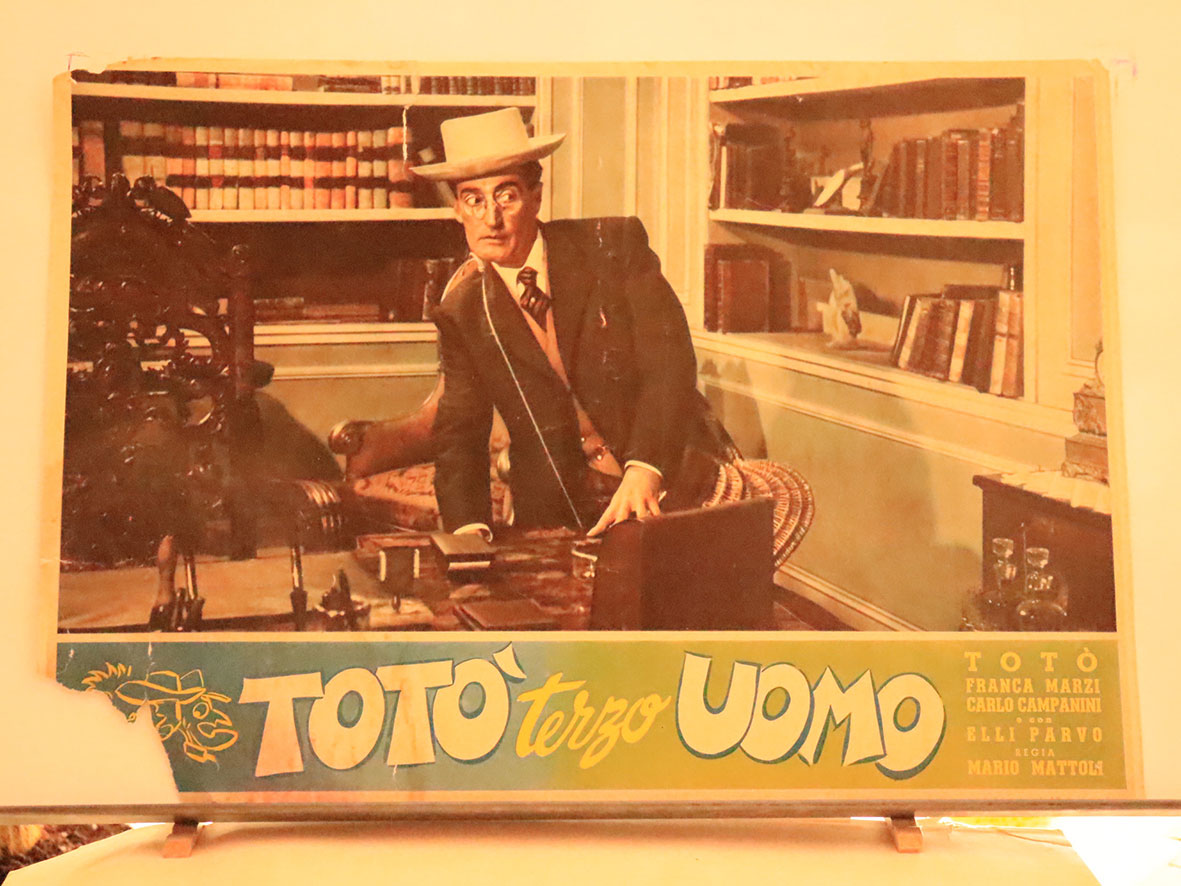 TOTO' terzo UOMO
TOTÒ
FRANCA MARZI
CARLO CAMPANINI
e con
ELLI PARVO
REGIA
MARIO MATTOLI